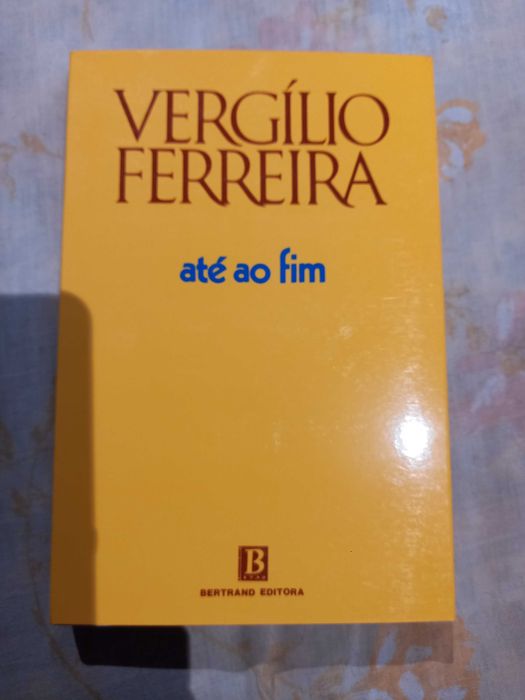 VERGÍLIO
FERREIRA
até ao fim
B
BERTRAND EDITORA